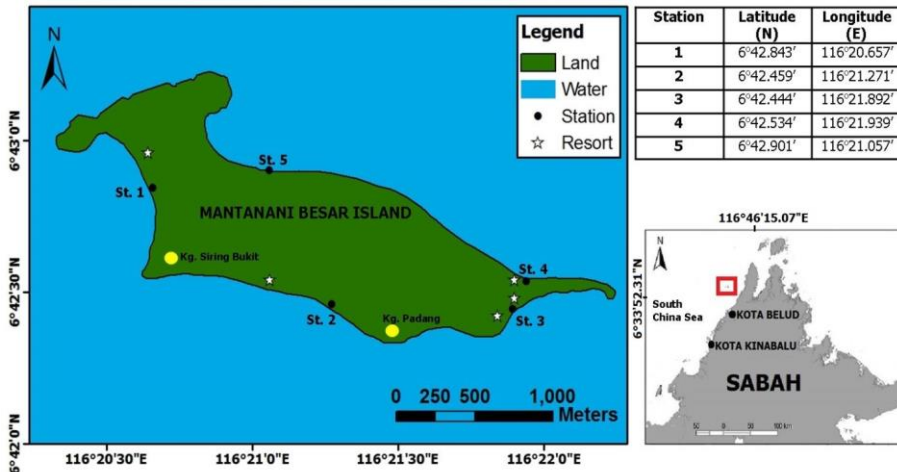 Legend
Land
Water
Station
Resort
N
St. 5
St. 1
MANTANANI BESAR ISLAND
Kg. Siring Bukit
St. 4
St. 2
Kg. Padang
St. 3
0 250 500 1,000
Meters
6°43'0"N
6°42'30"N
6°42'0"N
116°20'30"E 116°21'0"E 116°21'30"E 116°22'0"E
Station Latitude (N) Longitude (E)
1 6°42.843' 116°20.657'
2 6°42.459' 116°21.271'
3 6°42.444' 116°21.892'
4 6°42.534' 116°21.939'
5 6°42.901' 116°21.057'
116°46'15.07"E
N
6°33'52.31"N
South
China Sea
KOTA BELUD
KOTA KINABALU
SABAH